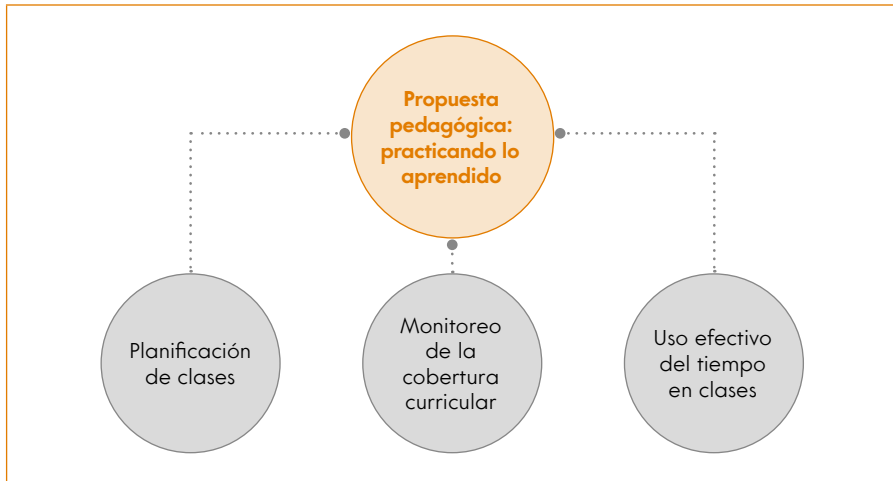 Propuesta
pedagógica:
practicando lo
aprendido
Planificación
de clases
Monitoreo
de la
cobertura
curricular
Uso efectivo
del tiempo
en clases